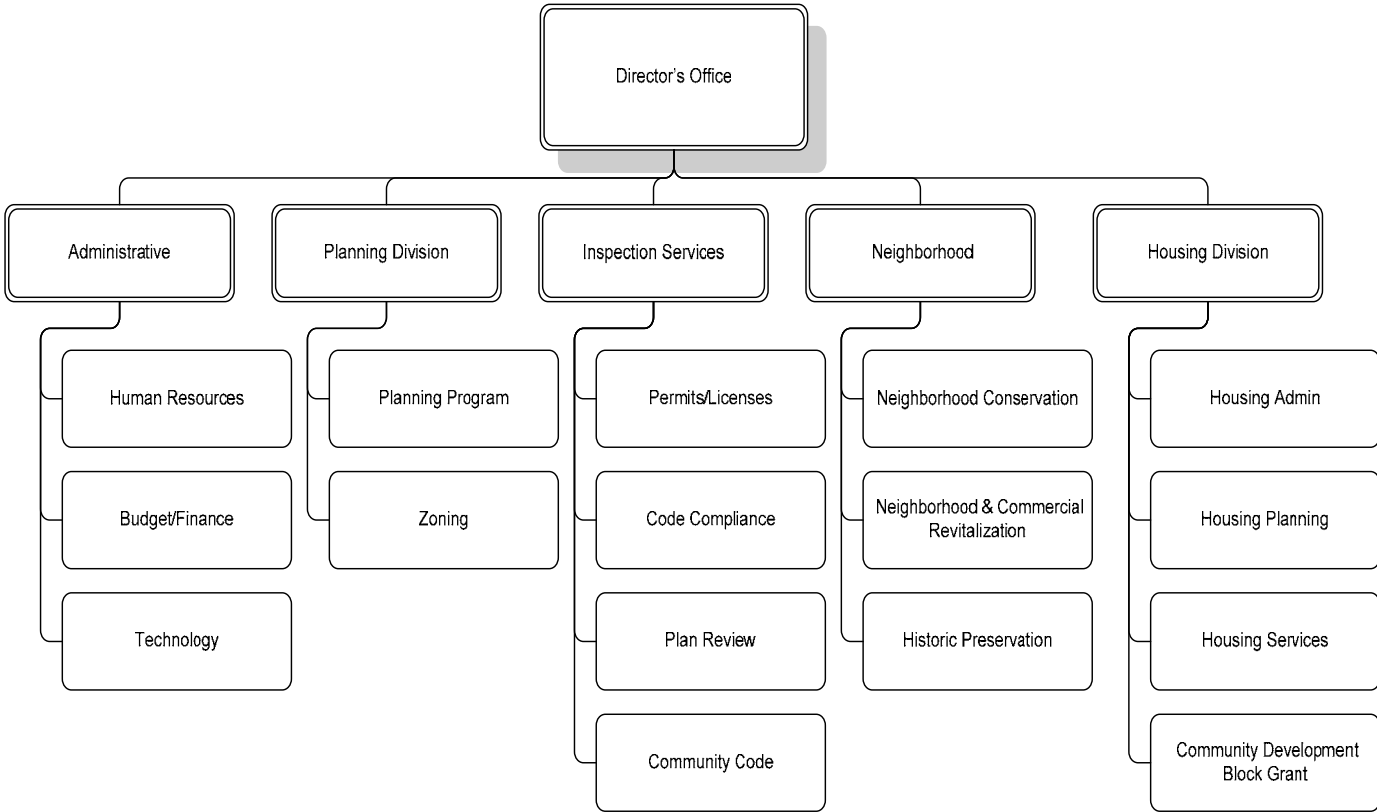 Director's Office
Administrative
Planning Division
Inspection Services
Neighborhood
Housing Division
Human Resources
Planning Program
Permits/Licenses
Neighborhood Conservation
Housing Admin
Budget/Finance
Zoning
Code Compliance
Neighborhood & Commercial
Revitalization
Housing Planning
Technology
Plan Review
Historic Preservation
Housing Services
Community Code
Community Development
Block Grant